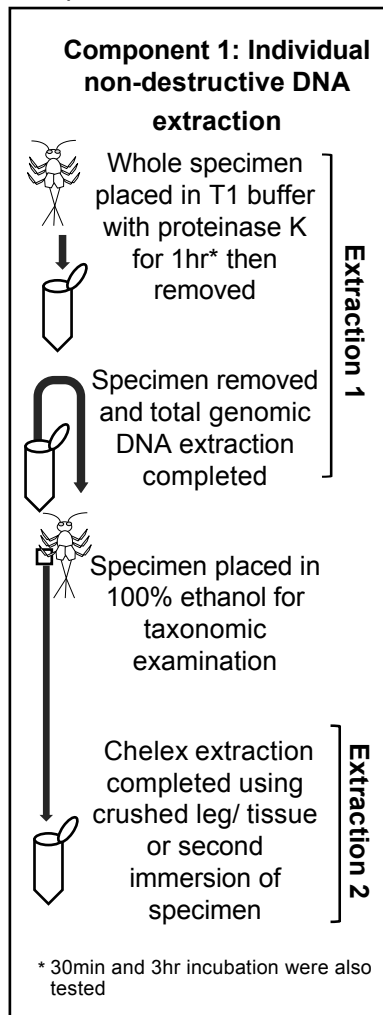 Component 1: Individual
non-destructive DNA
extraction
Whole specimen
placed in T1 buffer
with proteinase K
for 1hr* then
removed
Extraction 1
Specimen removed
and total genomic
DNA extraction
completed
Specimen placed in
100% ethanol for
taxonomic
examination
Chelex extraction
completed using
crushed leg/ tissue
or second
immersion of
specimen
Extraction 2
* 30min and 3hr incubation were also
tested